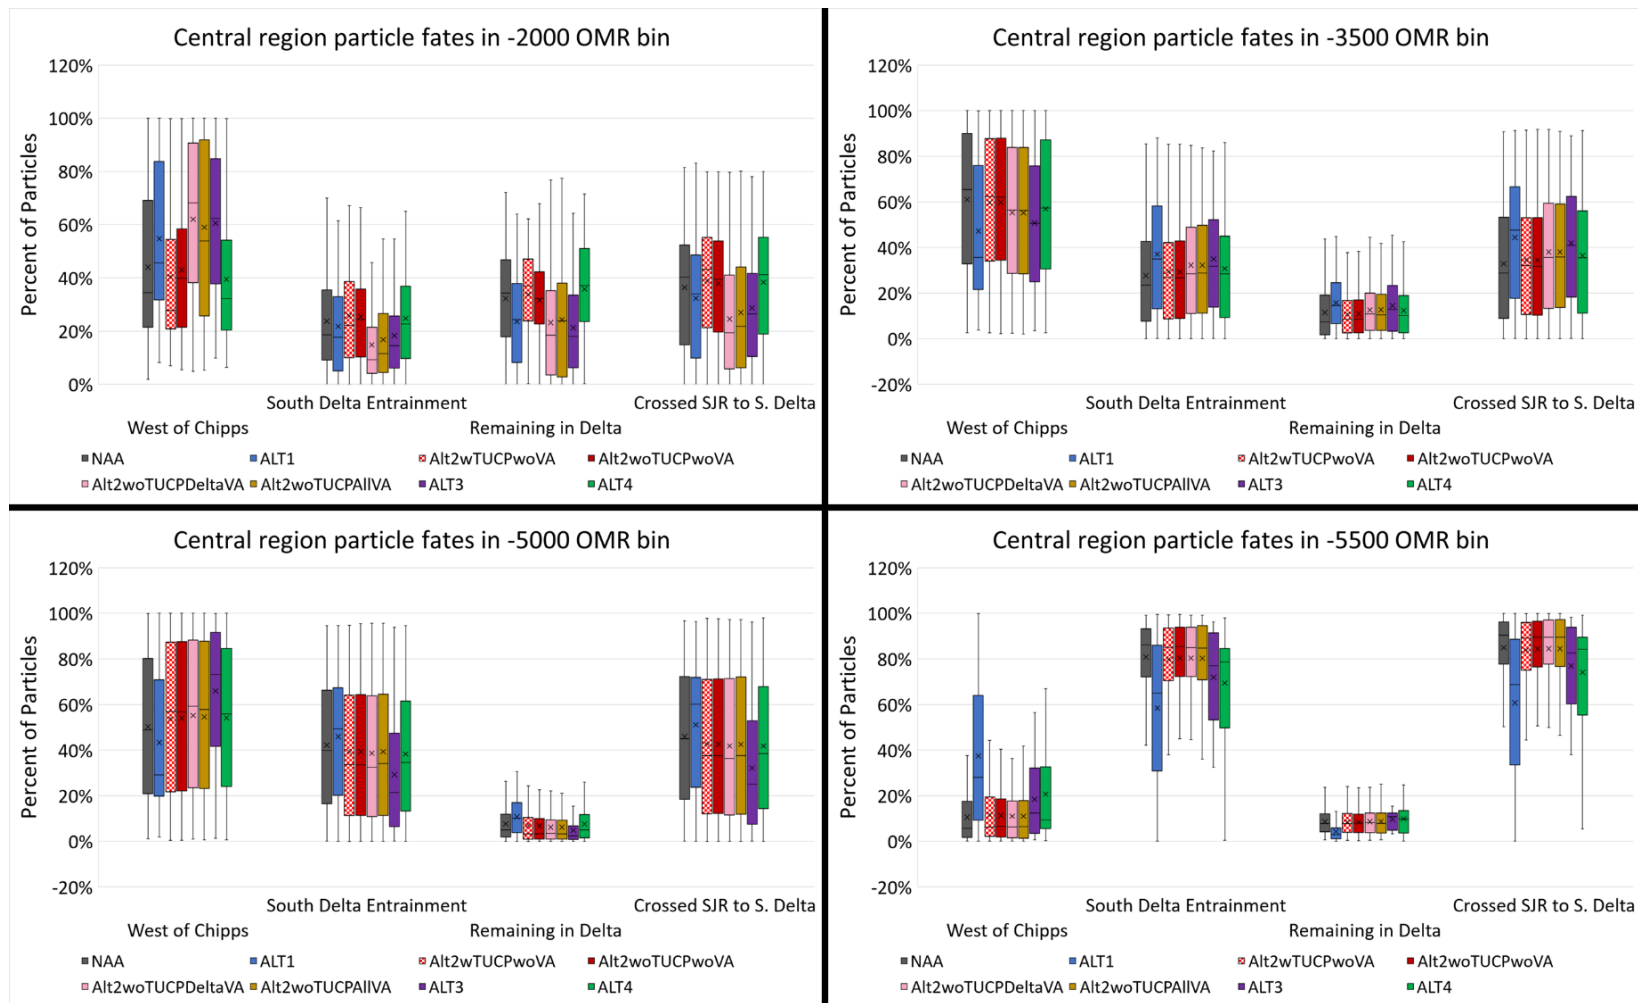 Central region particle fates in -2000 OMR bin
120%
100%
80%
60%
40%
20%
0%
Percent of Particles
South Delta Entrainment
Crossed SJR to S. Delta
West of Chipps
Remaining in Delta
NAA
ALT1
Alt2wTUCPwoVA
Alt2woTUCPwoVA
Alt2woTUCPDeltaVA
Alt2woTUCPAllVA
ALT3
ALT4
Central region particle fates in -3500 OMR bin
120%
100%
80%
60%
40%
20%
0%
-20%
Percent of Particles
South Delta Entrainment
Crossed SJR to S. Delta
West of Chipps
Remaining in Delta
NAA
ALT1
Alt2wTUCPwoVA
Alt2woTUCPwoVA
Alt2woTUCPDeltaVA
Alt2woTUCPAllVA
ALT3
ALT4
Central region particle fates in -5000 OMR bin
120%
100%
80%
60%
40%
20%
0%
-20%
Percent of Particles
South Delta Entrainment
Crossed SJR to S. Delta
West of Chipps
Remaining in Delta
NAA
ALT1
Alt2wTUCPwoVA
Alt2woTUCPwoVA
Alt2woTUCPDeltaVA
Alt2woTUCPAllVA
ALT3
ALT4
Central region particle fates in -5500 OMR bin
120%
100%
80%
60%
40%
20%
0%
-20%
Percent of Particles
South Delta Entrainment
Crossed SJR to S. Delta
West of Chipps
Remaining in Delta
NAA
ALT1
Alt2wTUCPwoVA
Alt2woTUCPwoVA
Alt2woTUCPDeltaVA
Alt2woTUCPAllVA
ALT3
ALT4